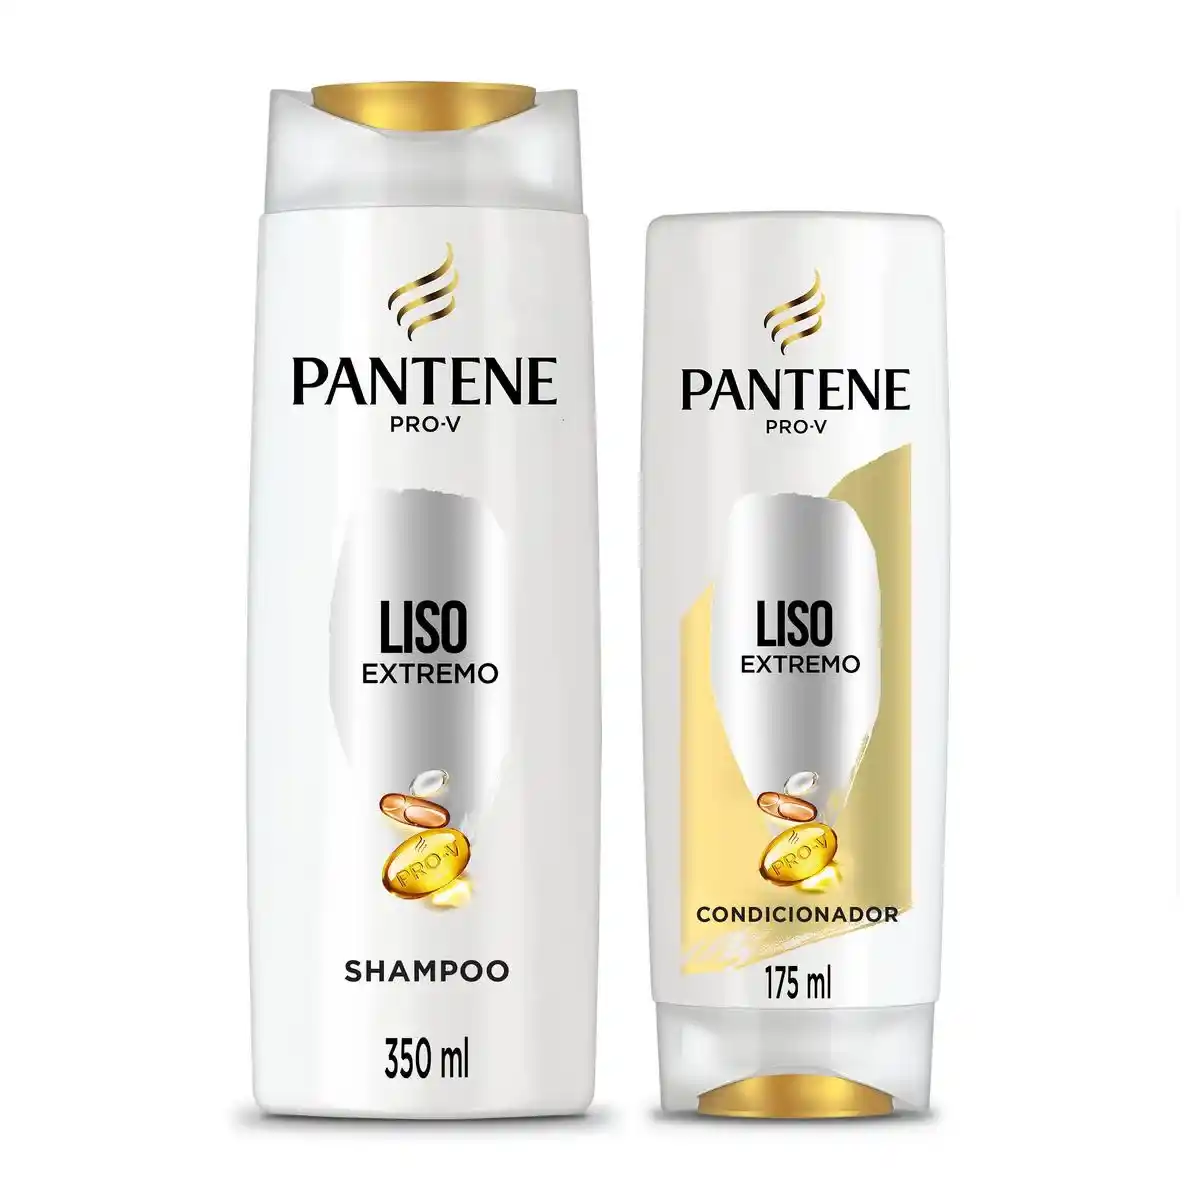 PANTENE
PRO-V
LISO
EXTREMO
PRO-V
SHAMPOO
350 ml
PANTENE
PRO-V
LISO
EXTREMO
PRO-V
CONDICIONADOR
175 ml